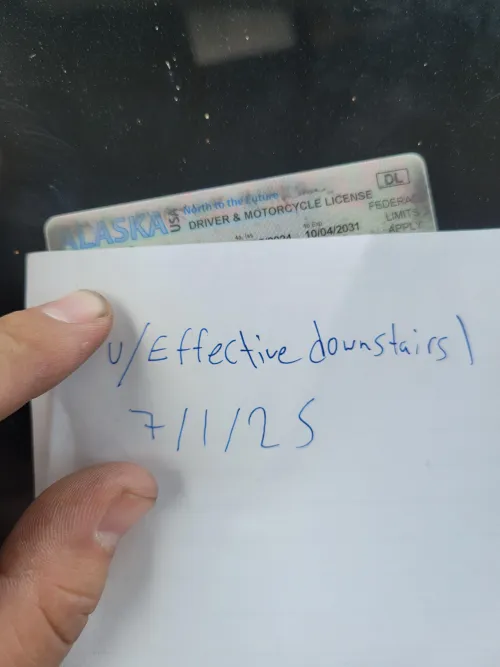 ALASKA USA North to the Future DL
DRIVER & MOTORCYCLE LICENSE FEDERAL
LIMITS
10/04/2031 APPLY
u/Effective downstairs1
7/1/25